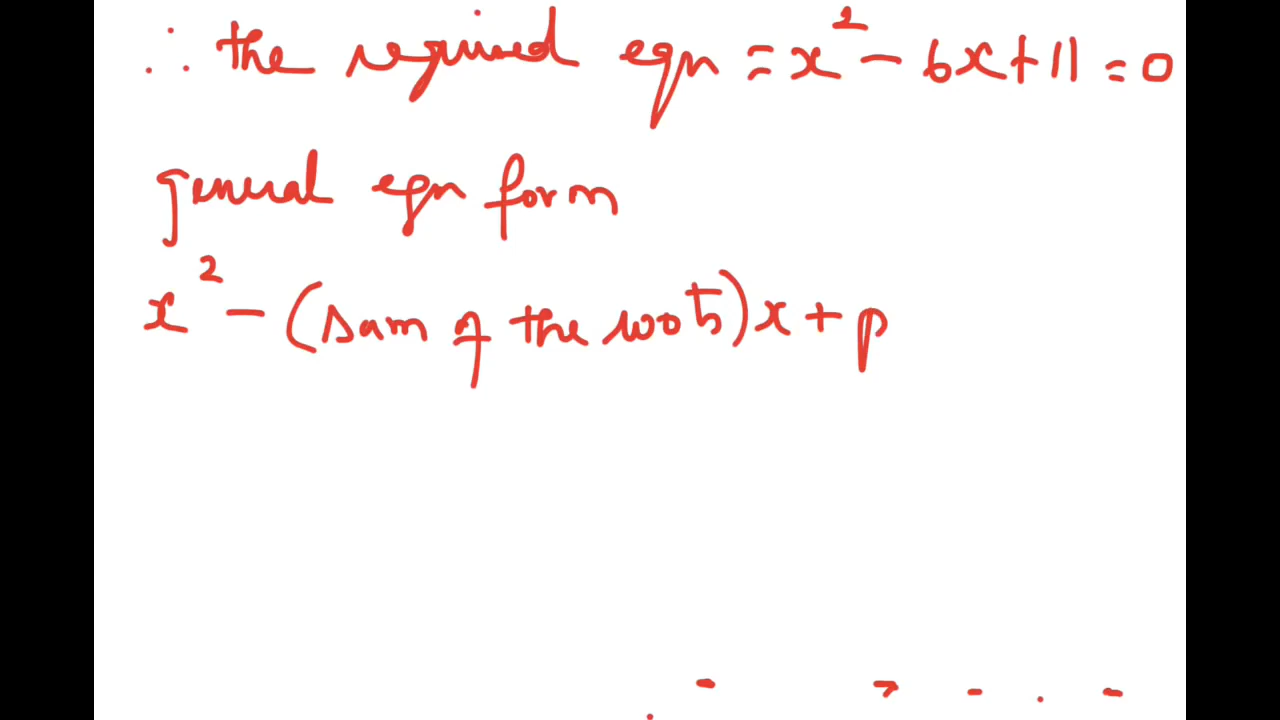 ∴ the required eqn = x² - 6x + 11 = 0
general eqn form
x² - (sum of the roots)x + p